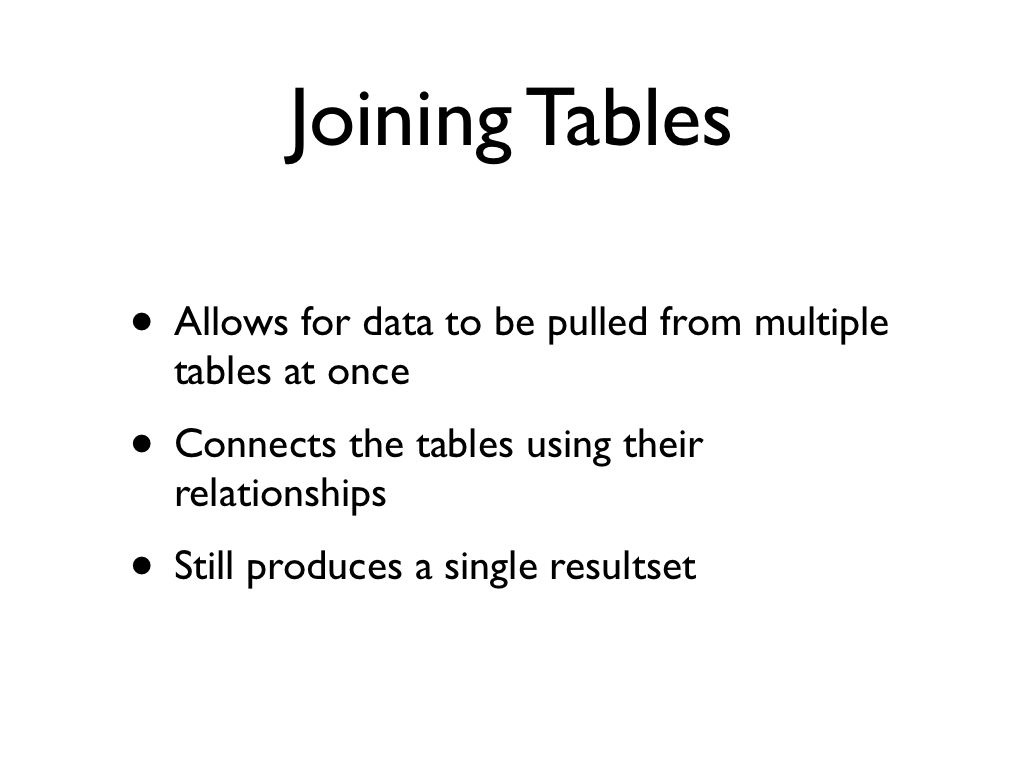 Joining Tables
• Allows for data to be pulled from multiple
tables at once
• Connects the tables using their
relationships
• Still produces a single resultset